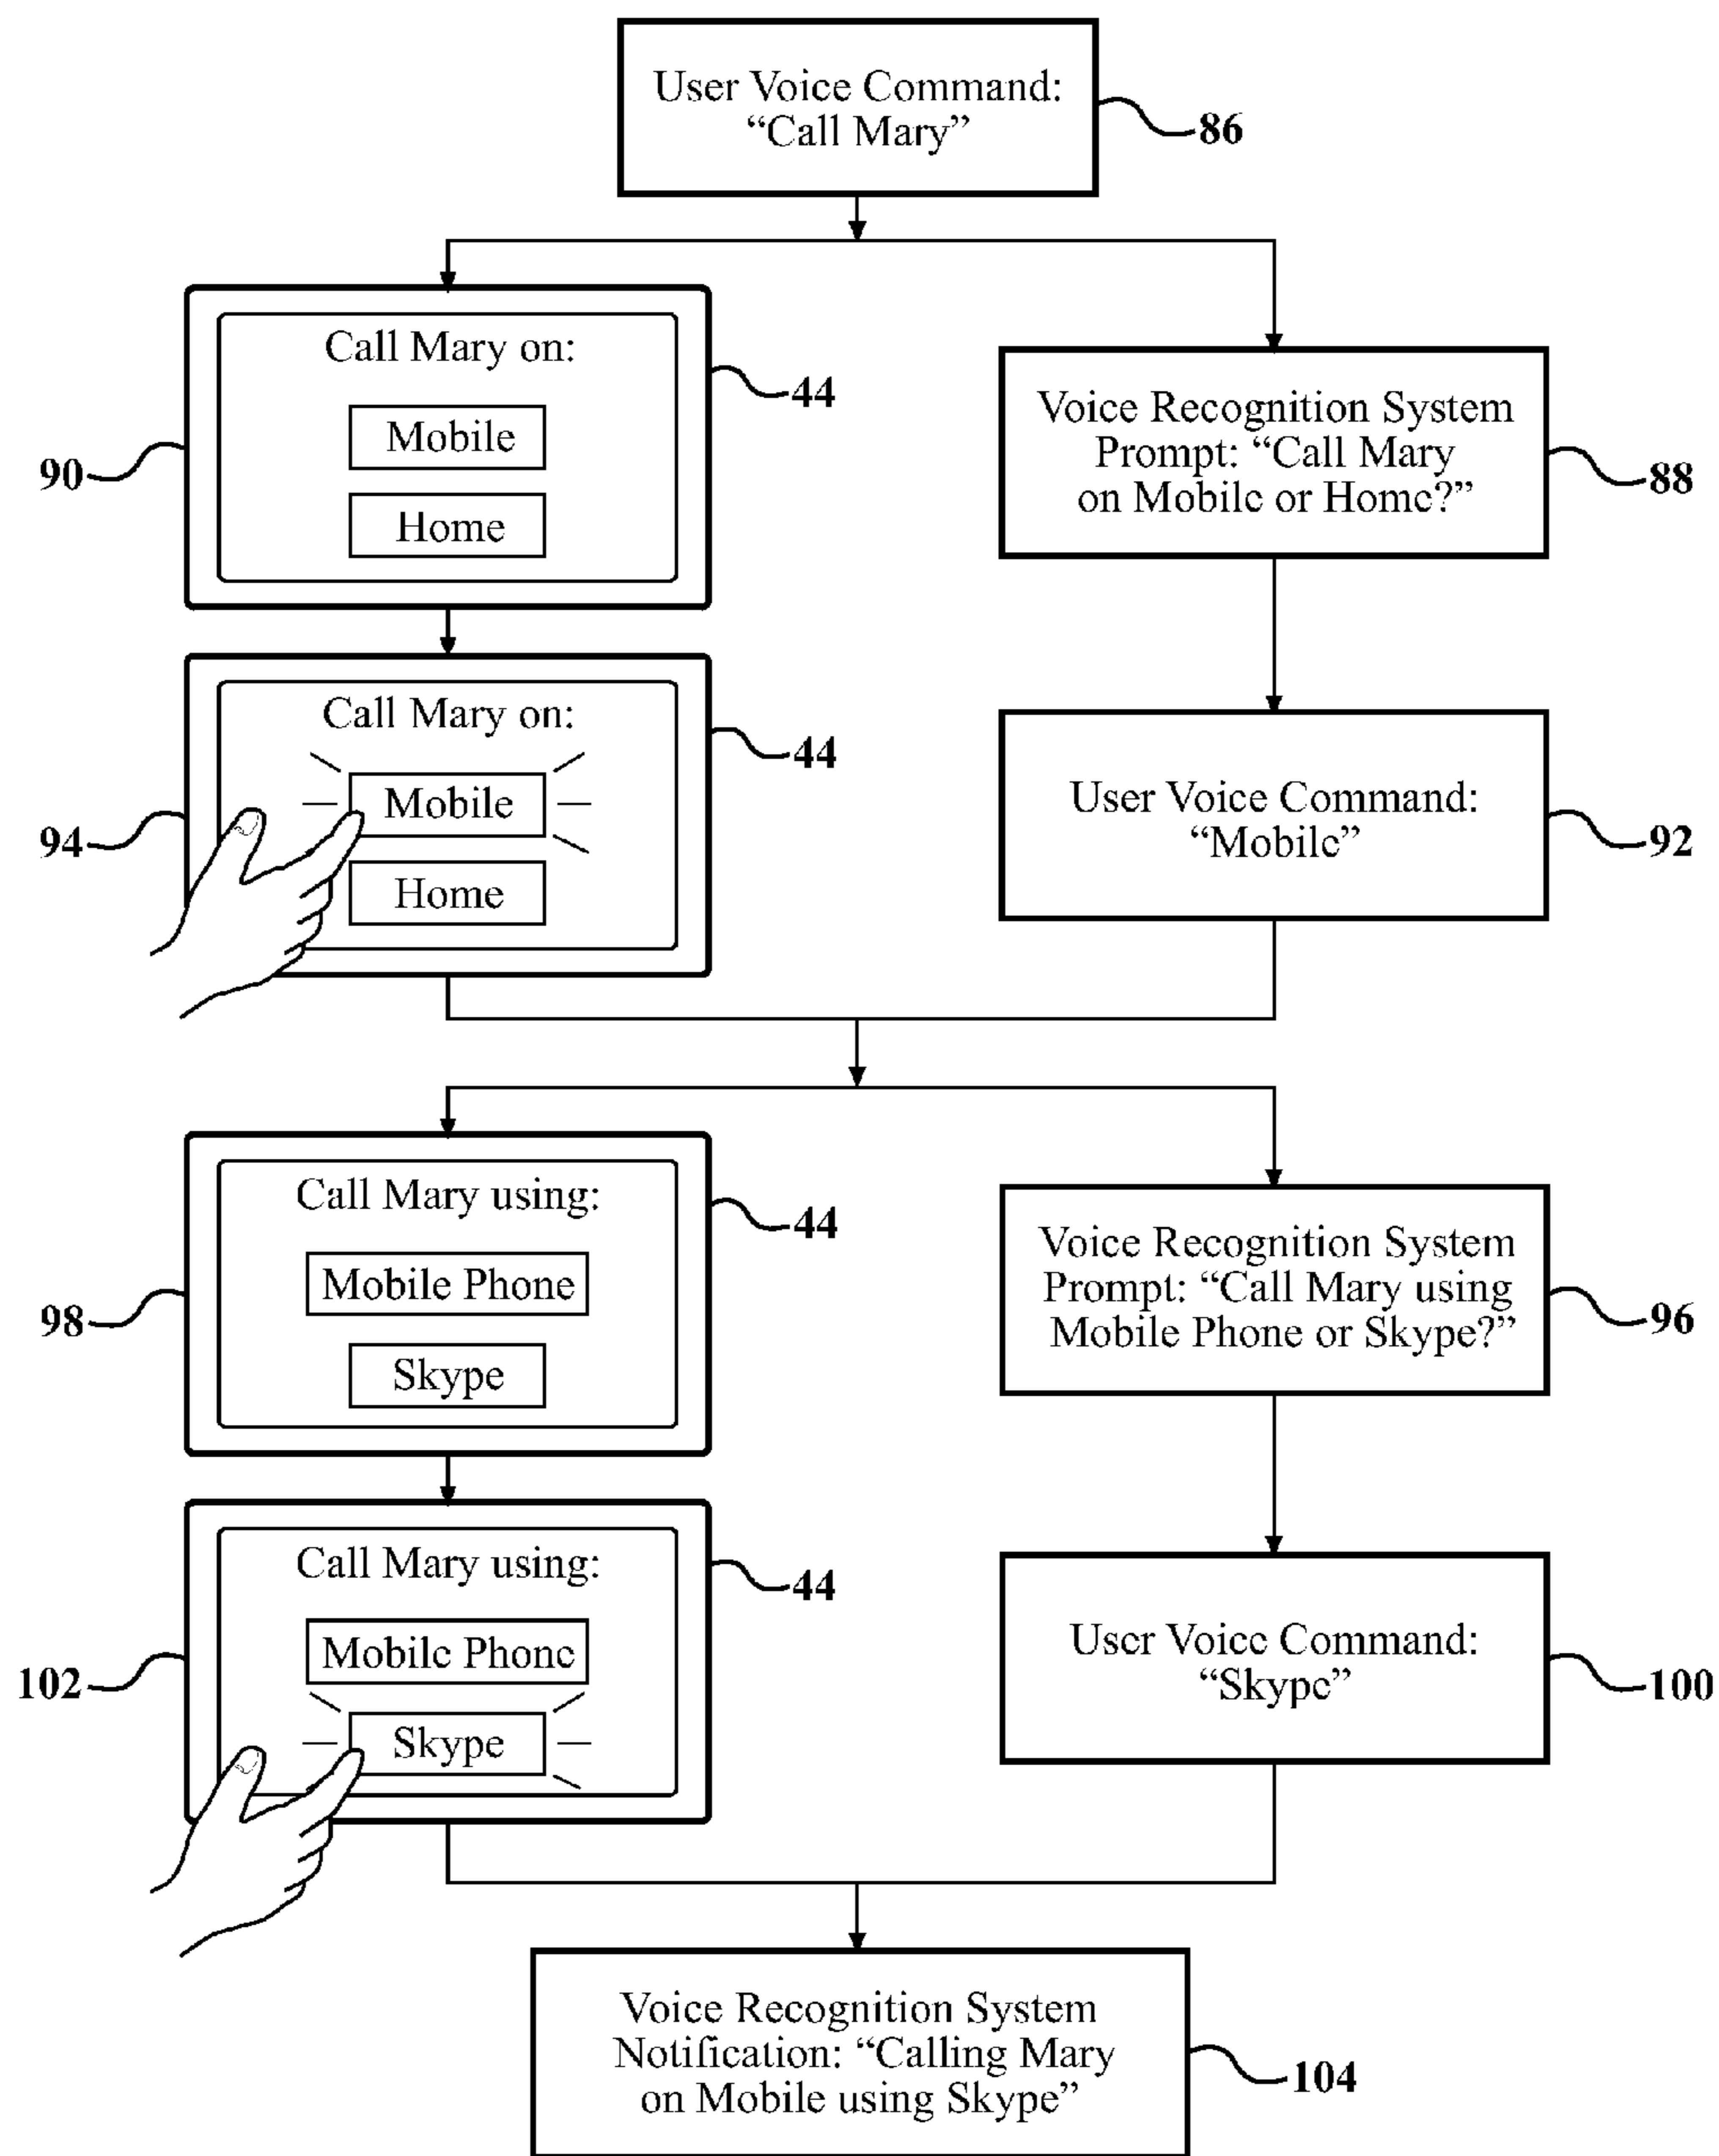 User Voice Command:
“Call Mary”
86
Call Mary on:
Mobile
Home
44
90
Voice Recognition System
Prompt: “Call Mary
on Mobile or Home?”
88
Call Mary on:
Mobile
Home
44
94
User Voice Command:
“Mobile”
92
Call Mary using:
Mobile Phone
Skype
44
98
Voice Recognition System
Prompt: “Call Mary using
Mobile Phone or Skype?”
96
Call Mary using:
Mobile Phone
Skype
44
102
User Voice Command:
“Skype”
100
Voice Recognition System
Notification: “Calling Mary
on Mobile using Skype”
104